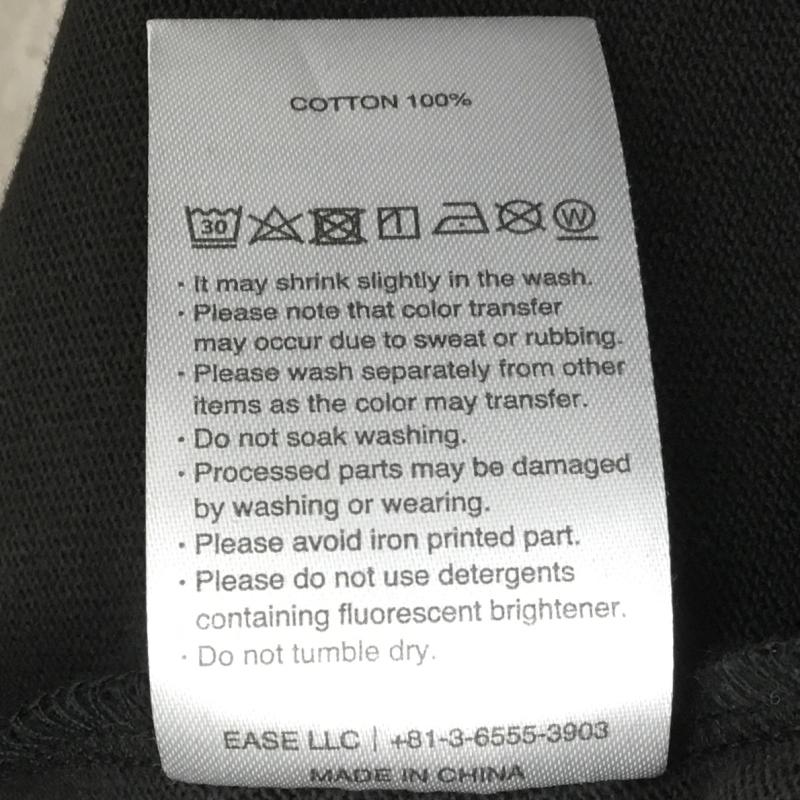 COTTON 100%
30 W
· It may shrink slightly in the wash.
· Please note that color transfer
may occur due to sweat or rubbing.
· Please wash separately from other
items as the color may transfer.
· Do not soak washing.
· Processed parts may be damaged
by washing or wearing.
· Please avoid iron printed part.
· Please do not use detergents
containing fluorescent brightener.
· Do not tumble dry.
EASE LLC | +81-3-6555-3903
MADE IN CHINA